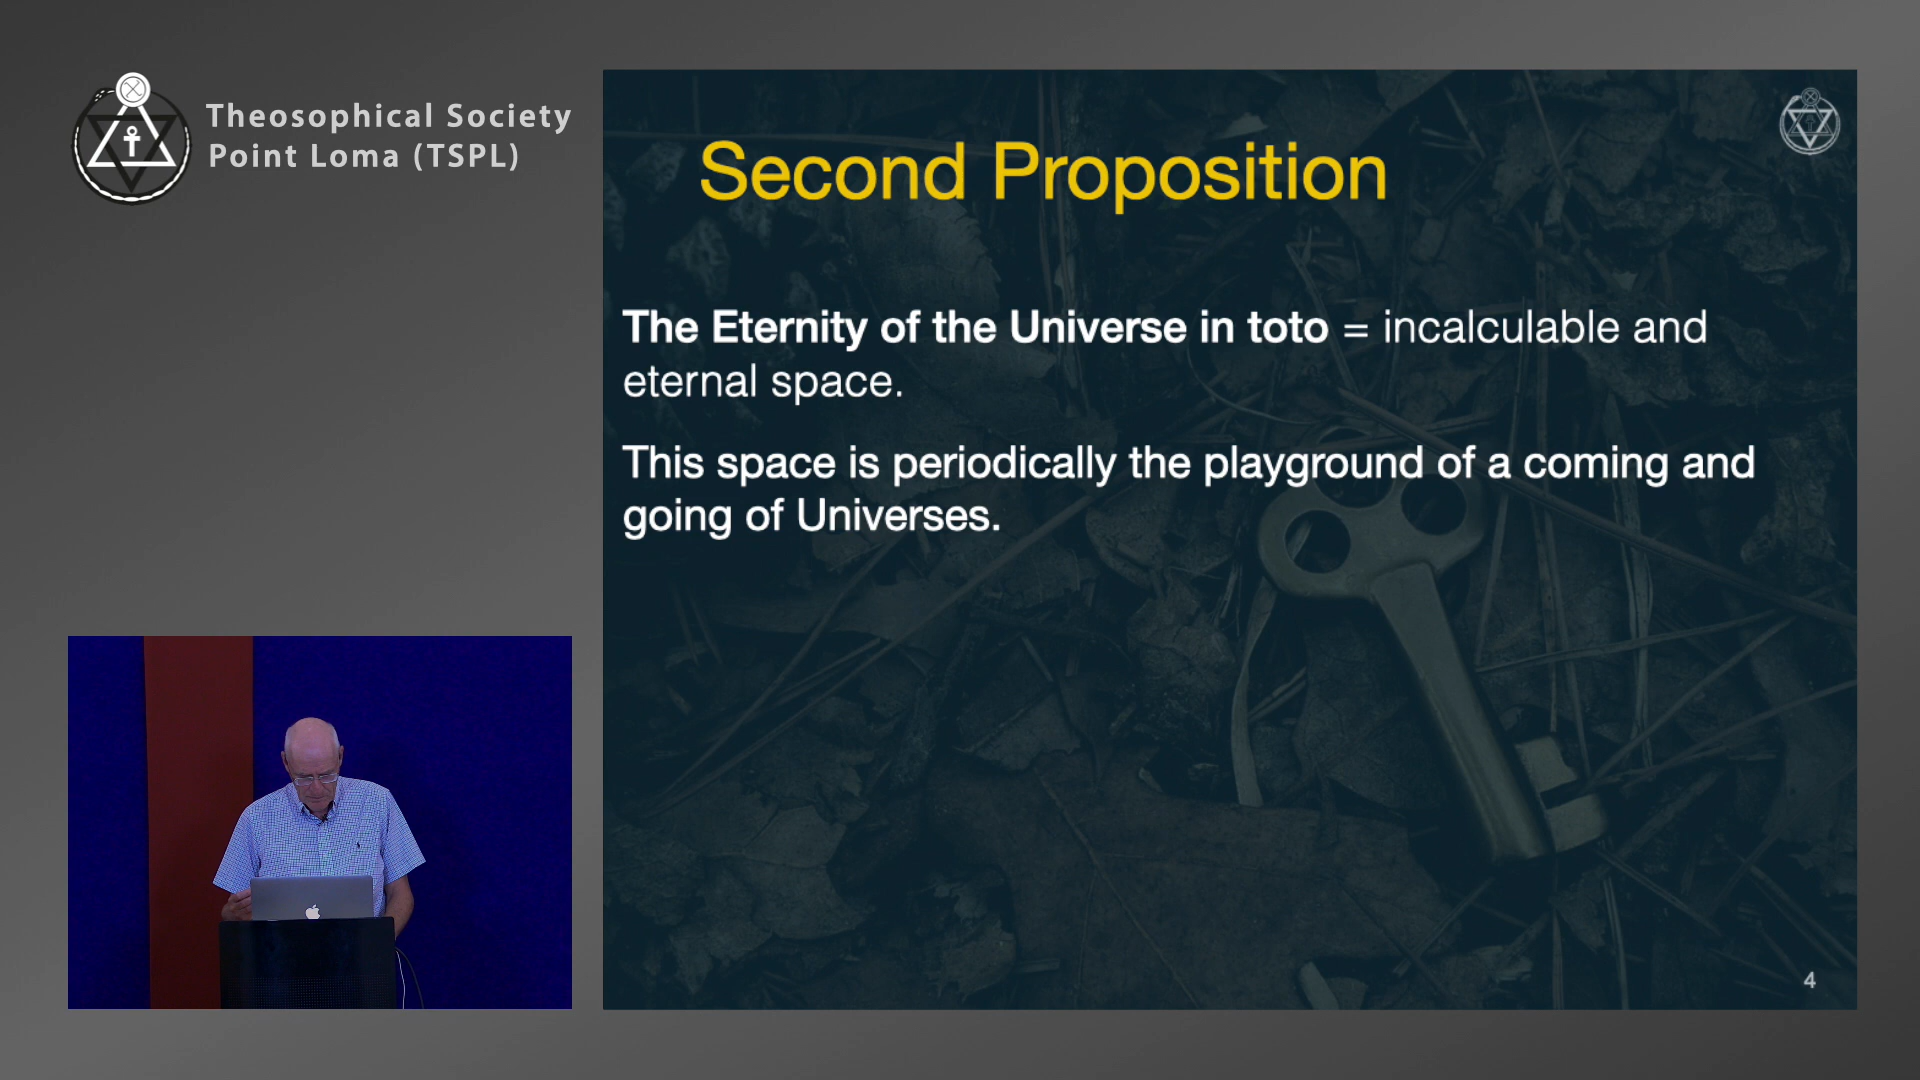 Theosophical Society
Point Loma (TSPL)
Second Proposition
The Eternity of the Universe in toto = incalculable and
eternal space.
This space is periodically the playground of a coming and
going of Universes.
4